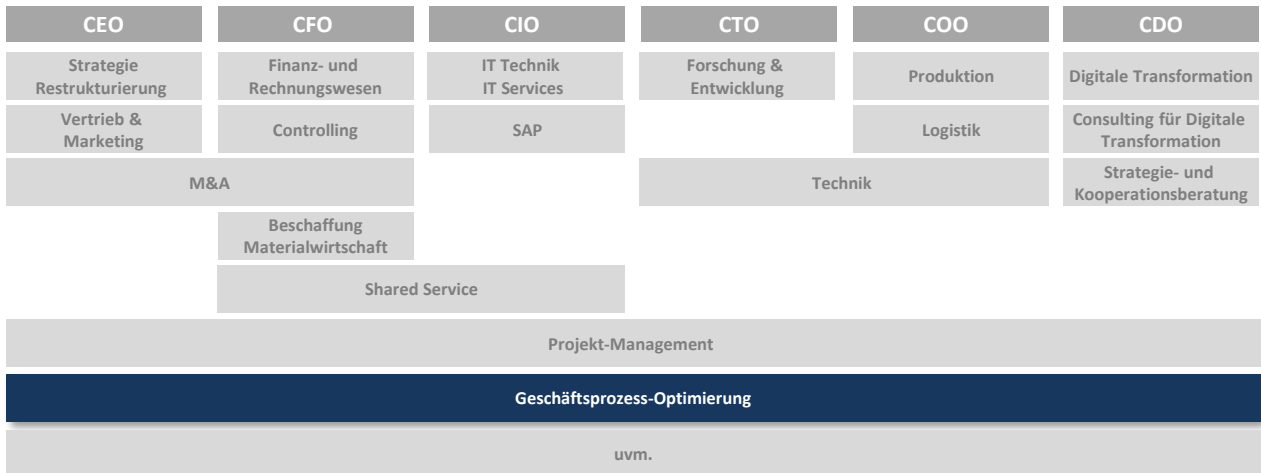 CEO
CFO
CIO
CTO
COO
CDO
Strategie
Restrukturierung
Finanz- und
Rechnungswesen
IT Technik
IT Services
Forschung &
Entwicklung
Produktion
Digitale Transformation
Vertrieb &
Marketing
Controlling
SAP
Logistik
Consulting für Digitale
Transformation
M&A
Technik
Strategie- und
Kooperationsberatung
Beschaffung
Materialwirtschaft
Shared Service
Projekt-Management
Geschäftsprozess-Optimierung
uvm.